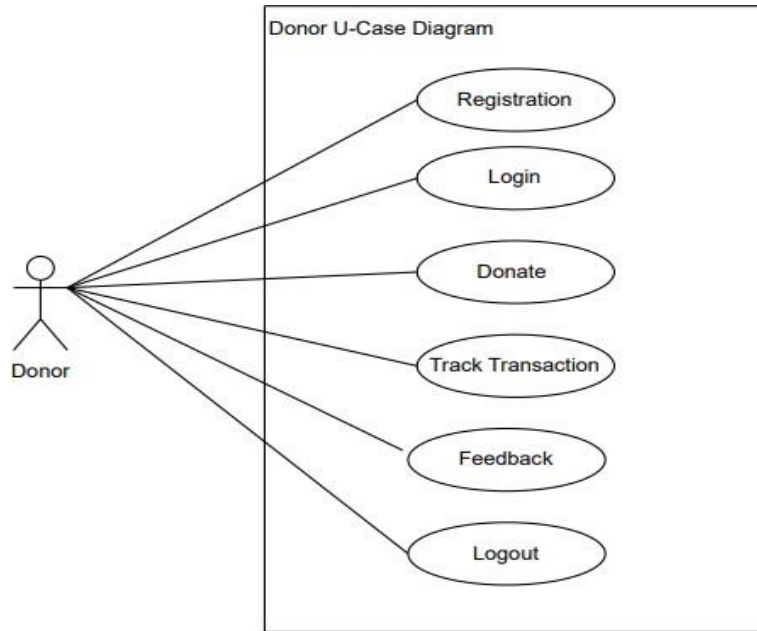 Donor U-Case Diagram
Registration
Login
Donate
Track Transaction
Donor
Feedback
Logout